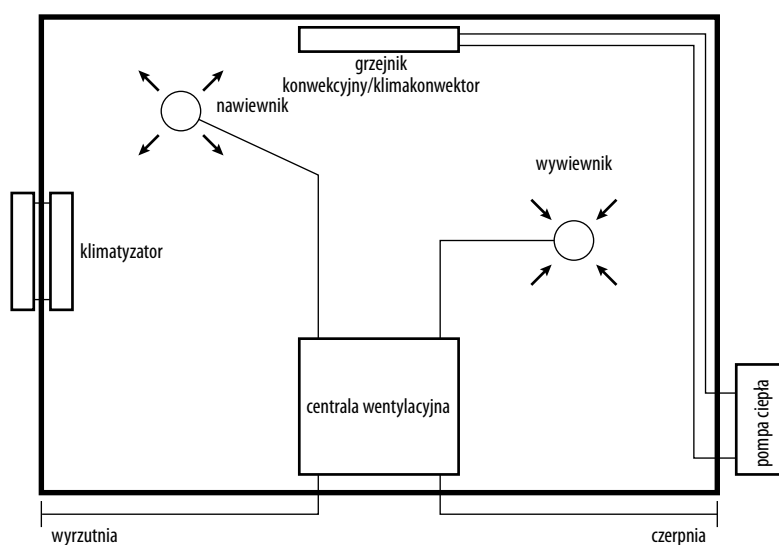 grzejnik
konwekcyjny/klimakonwektor
nawiewnik
wywiewnik
klimatyzator
centrala wentylacyjna
pompa ciepła
wyrzutnia
czerpnia